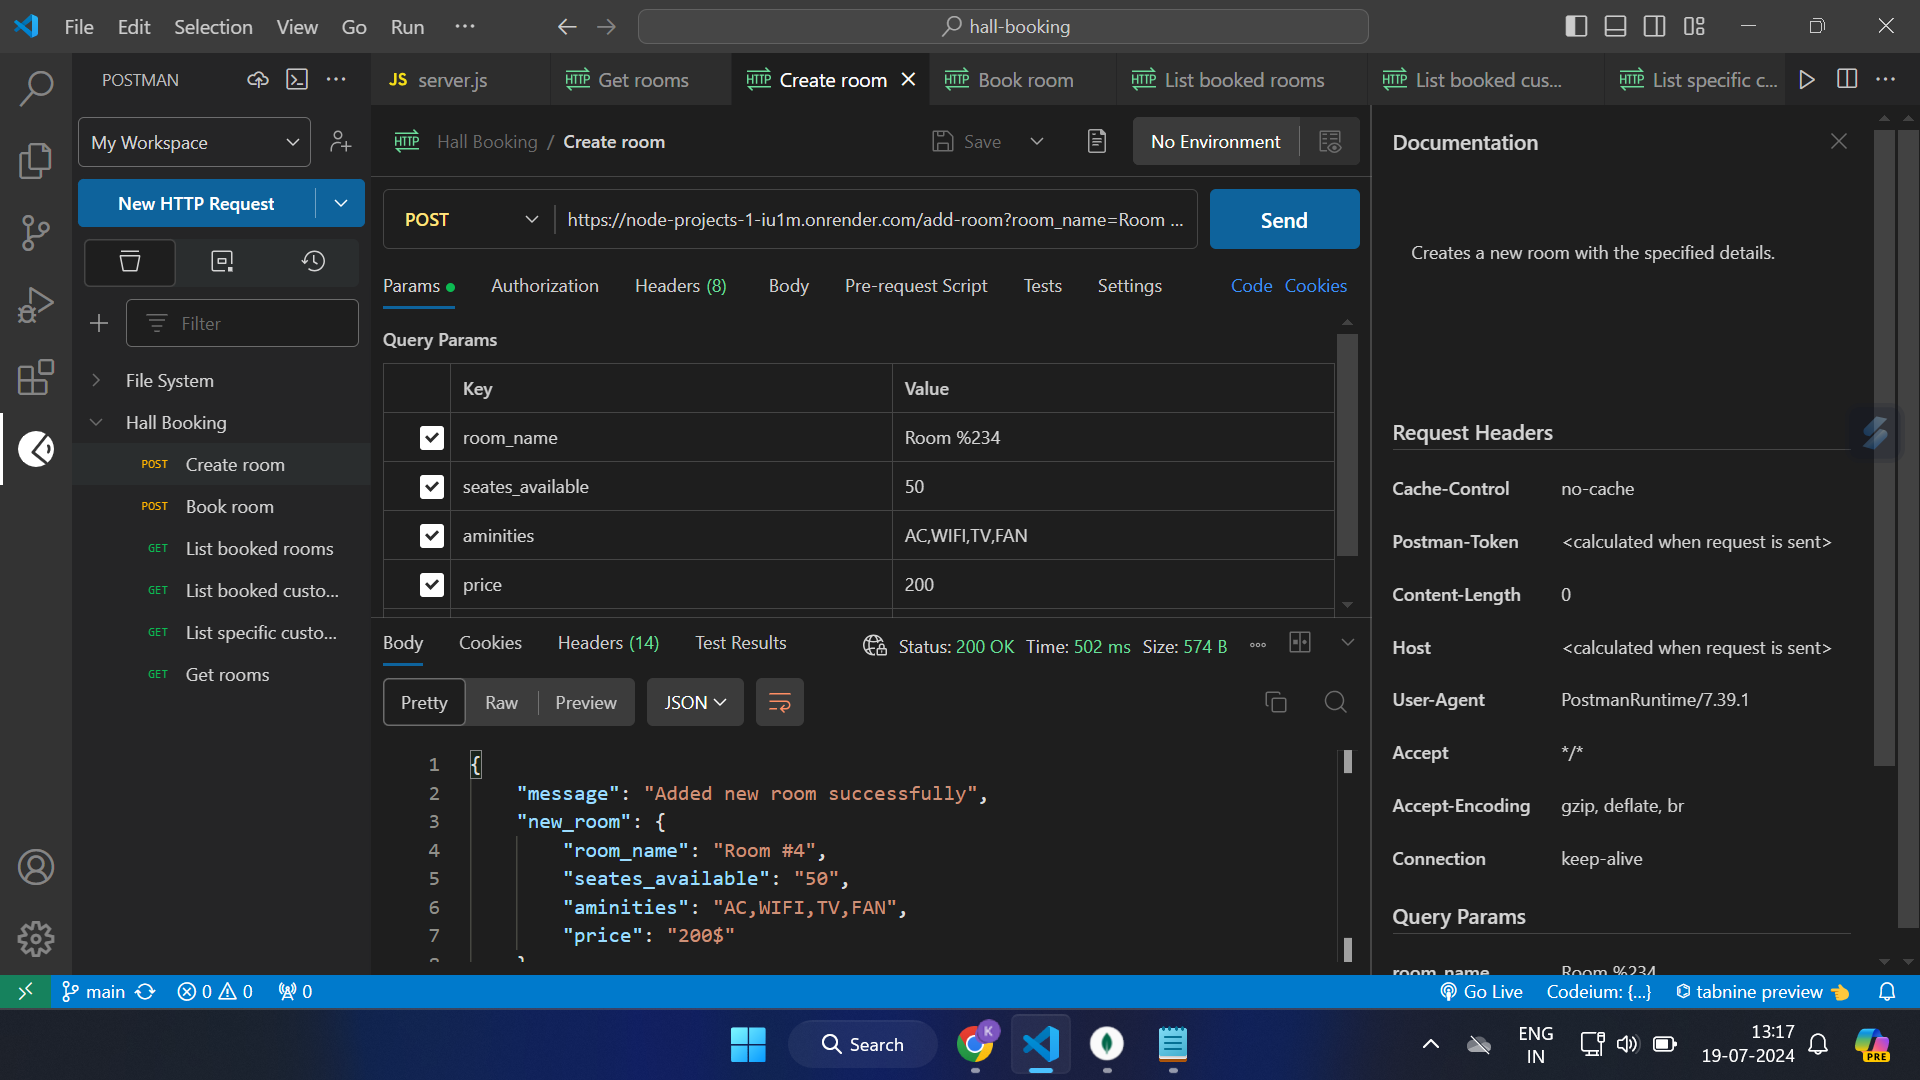 File Edit Selection View Go Run ... hall-booking
POSTMAN
JS server.js HTTP Get rooms HTTP Create room HTTP Book room HTTP List booked rooms HTTP List booked cus... HTTP List specific c...
My Workspace
New HTTP Request
Filter
File System
Hall Booking
POST Create room
POST Book room
GET List booked rooms
GET List booked custo...
GET List specific custo...
GET Get rooms
HTTP Hall Booking / Create room Save No Environment
POST https://node-projects-1-iu1m.onrender.com/add-room?room_name=Room ... Send
Params Authorization Headers (8) Body Pre-request Script Tests Settings Code Cookies
Query Params
Key Value
room_name Room %234
seates_available 50
aminities AC,WIFI,TV,FAN
price 200
Body Cookies Headers (14) Test Results Status: 200 OK Time: 502 ms Size: 574 B
Pretty Raw Preview JSON
1 {
2 "message": "Added new room successfully",
3 "new_room": {
4 "room_name": "Room #4",
5 "seates_available": "50",
6 "aminities": "AC,WIFI,TV,FAN",
7 "price": "200$"
8 }
Documentation
Creates a new room with the specified details.
Request Headers
Cache-Control no-cache
Postman-Token <calculated when request is sent>
Content-Length 0
Host <calculated when request is sent>
User-Agent PostmanRuntime/7.39.1
Accept */*
Accept-Encoding gzip, deflate, br
Connection keep-alive
Query Params
room_name Room %234
main 0 0 0 Go Live Codeium: {...} tabnine preview
Search K ENG IN 13:17 19-07-2024 PRE